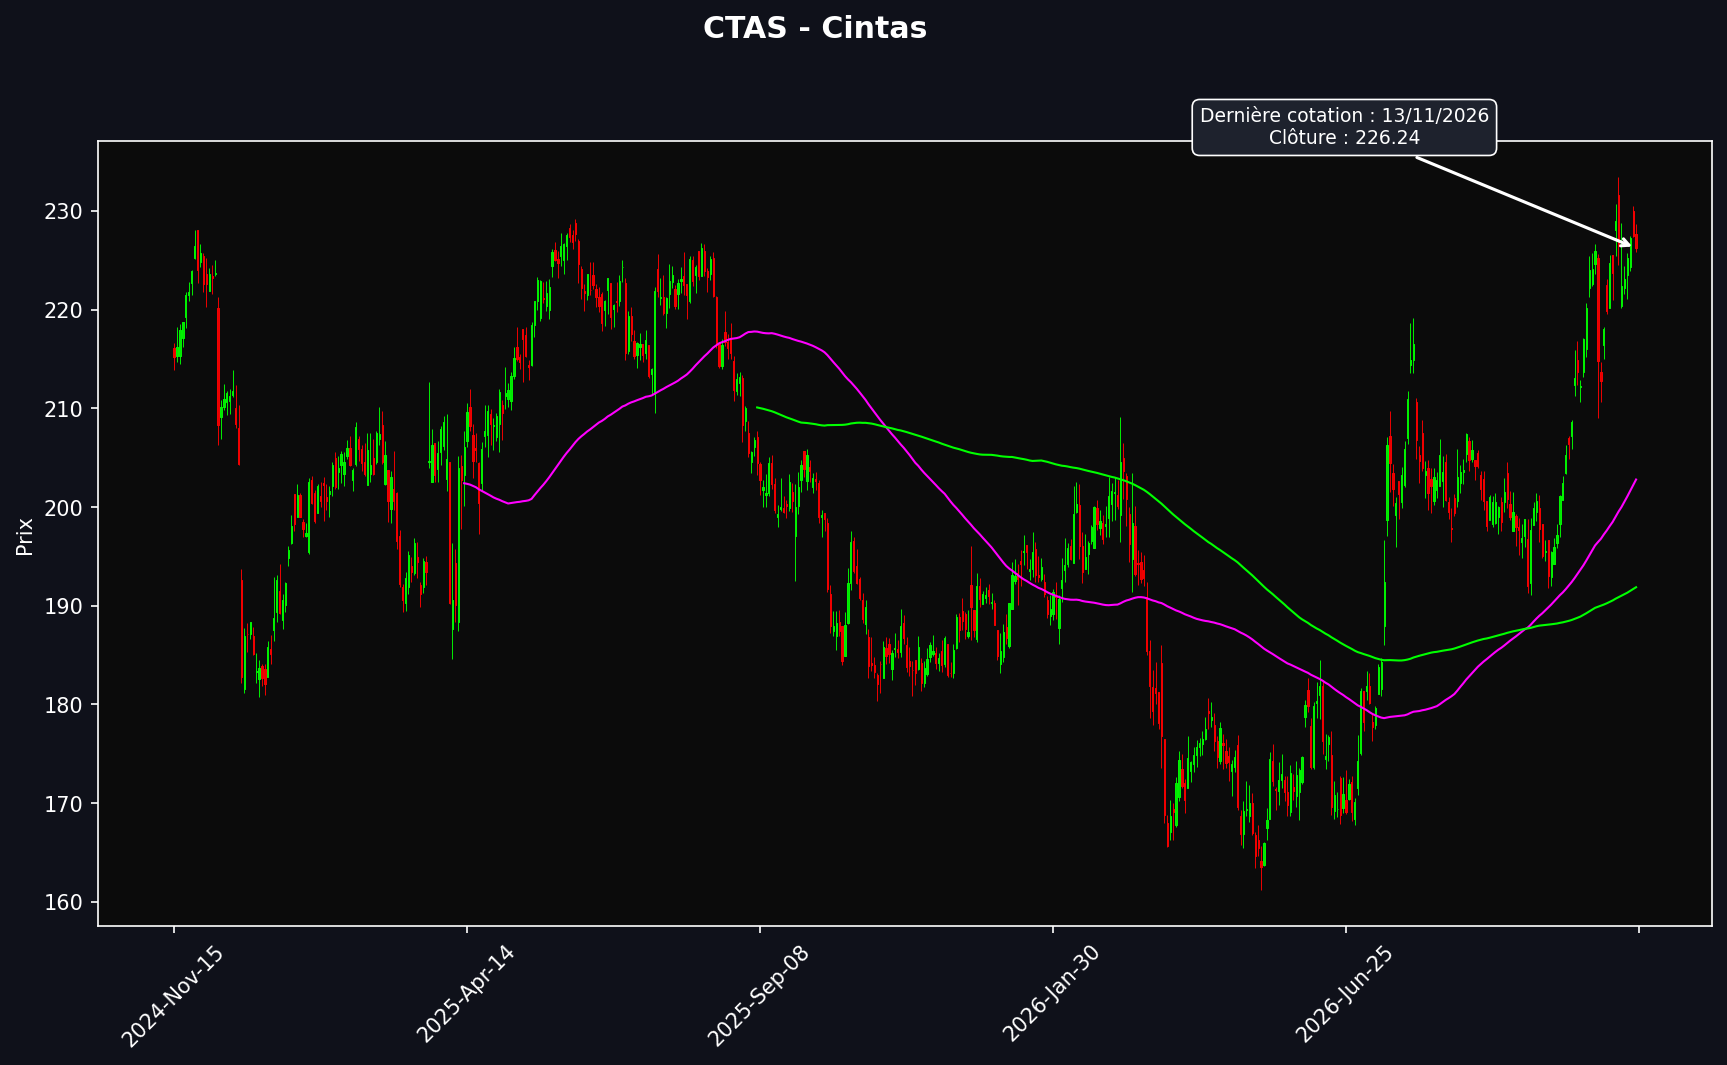 CTAS - Cintas
Dernière cotation : 13/11/2026
Clôture : 226.24
Prix
230
220
210
200
190
180
170
160
2024-Nov-15
2025-Apr-14
2025-Sep-08
2026-Jan-30
2026-Jun-25